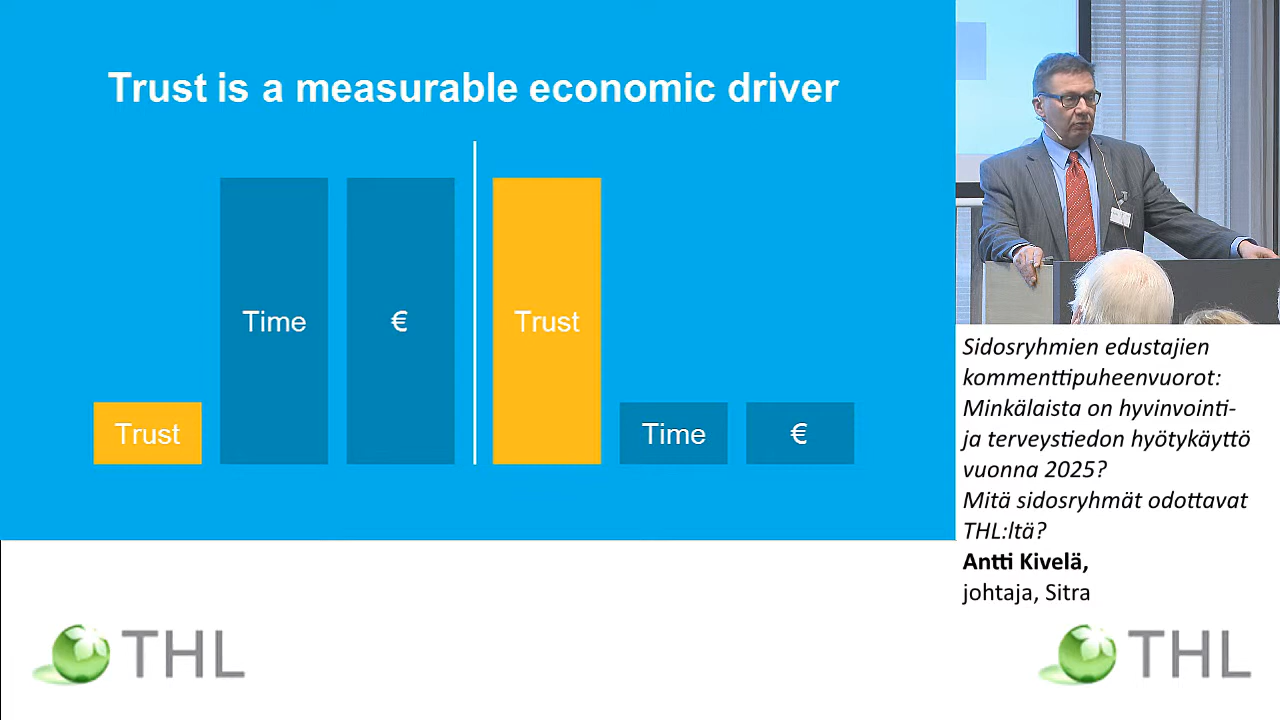 Trust is a measurable economic driver
Trust
Time
€
Trust
Time
€
Sidosryhmien edustajien
kommenttipuheenvuorot:
Minkälaista on hyvinvointi-
ja terveystiedon hyötykäyttö
vuonna 2025?
Mitä sidosryhmät odottavat
THL:ltä?
Antti Kivelä,
johtaja, Sitra
THL
THL